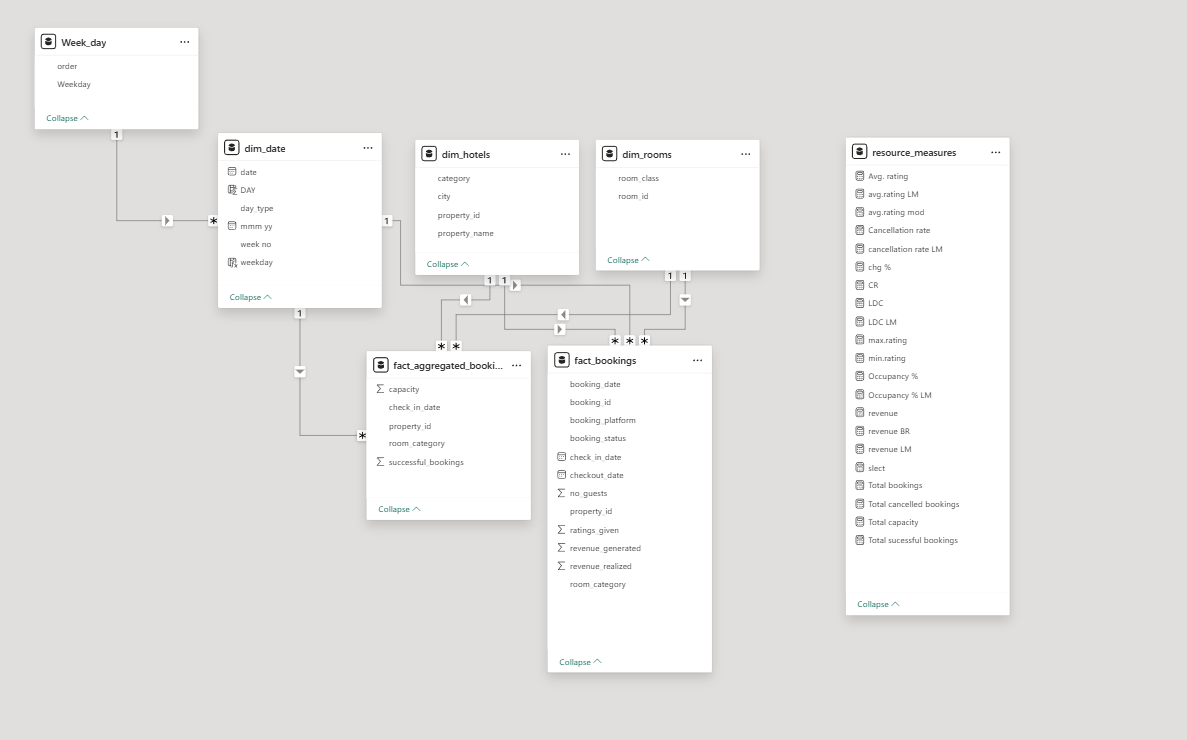 Week_day
order
Weekday
Collapse
1
dim_date
date
DAY
day_type
mmm yy
week no
weekday
Collapse
*
1
1
dim_hotels
category
city
property_id
property_name
Collapse
1 1
dim_rooms
room_class
room_id
Collapse
1 1
* *
fact_aggregated_booki...
capacity
check_in_date
property_id
room_category
successful_bookings
Collapse
*
* * *
fact_bookings
booking_date
booking_id
booking_platform
booking_status
check_in_date
checkout_date
no_guests
property_id
ratings_given
revenue_generated
revenue_realized
room_category
Collapse
resource_measures
Avg. rating
avg.rating LM
avg.rating mod
Cancellation rate
cancellation rate LM
chg %
CR
LDC
LDC LM
max.rating
min.rating
Occupancy %
Occupancy % LM
revenue
revenue BR
revenue LM
slect
Total bookings
Total cancelled bookings
Total capacity
Total sucessful bookings
Collapse